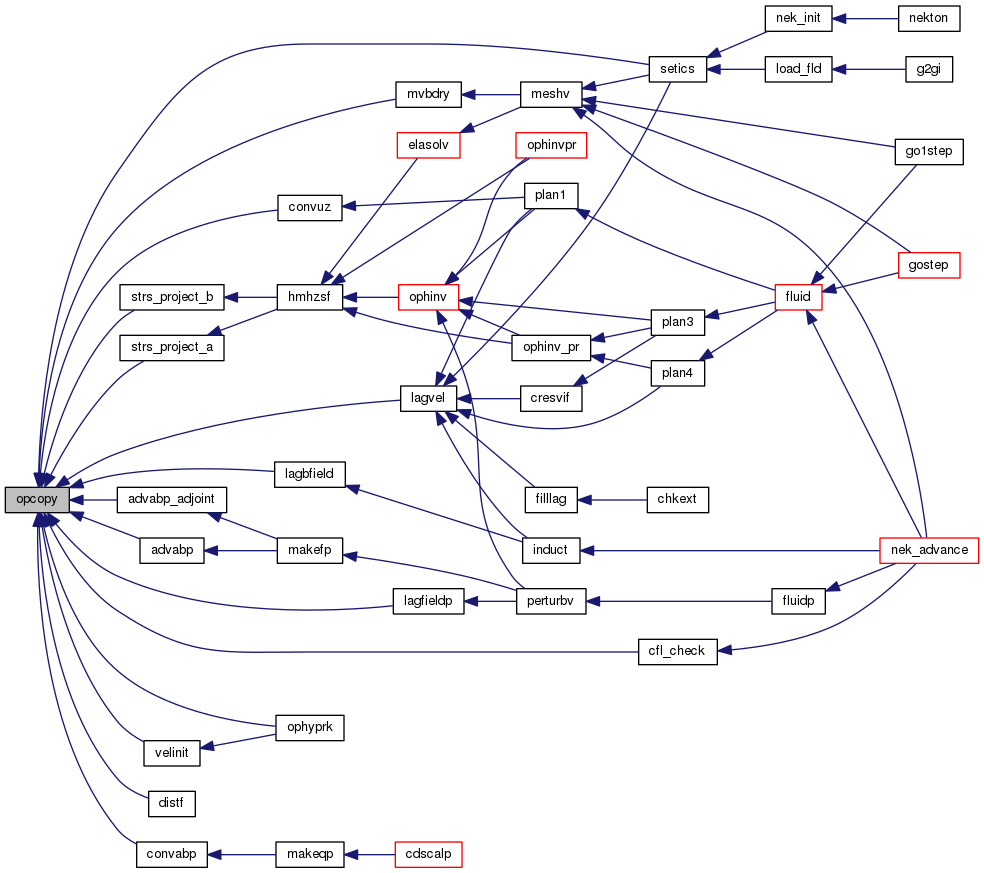 nek_init
nekton
setics
load_fld
g2gi
mvbdry
meshv
elasolv
ophinvpr
go1step
plan1
convuz
gostep
strs_project_b
hmhzsf
ophinv
fluid
plan3
strs_project_a
ophinv_pr
plan4
lagvel
cresvif
lagbfield
opcopy
advabp_adjoint
filllag
chkext
advabp
makefp
induct
nek_advance
lagfieldp
perturbv
fluidp
cfl_check
ophyprk
velinit
distf
convabp
makeqp
cdscalp